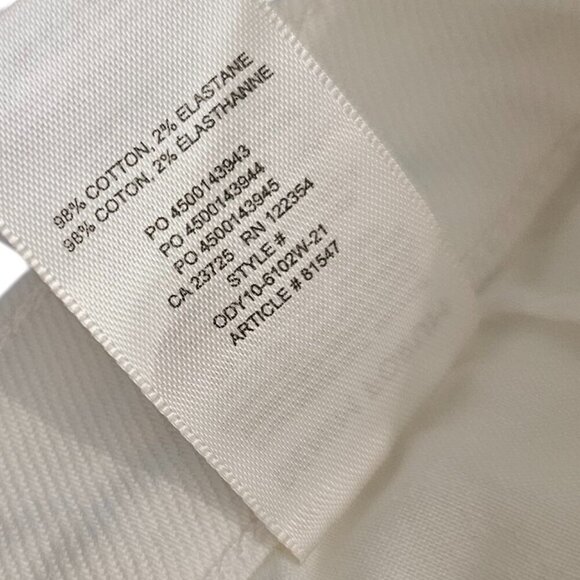 98% COTTON, 2% ELASTANE
98% COTON, 2% ÉLASTHANNE
PO 4500143943
PO 4500143944
PO 4500143945
CA 23725 RN 122354
STYLE #
ODY10-6102W-21
ARTICLE # 81547